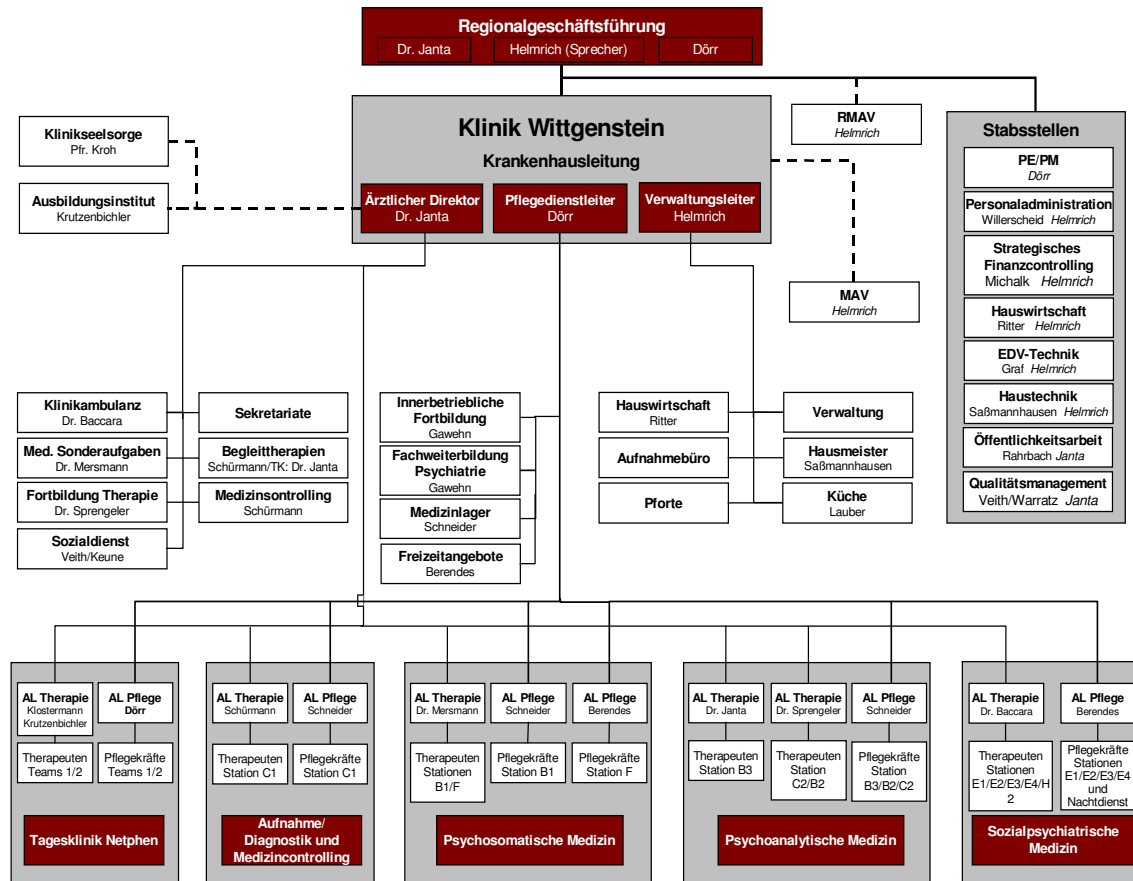 Regionalgeschäftsführung
Dr. Janta
Helmrich (Sprecher)
Dörr
Klinik Wittgenstein
Krankenhausleitung
Ärztlicher Direktor
Dr. Janta
Pflegedienstleiter
Dörr
Verwaltungsleiter
Helmrich
Klinikseelsorge
Pfr. Kroh
Ausbildungsinstitut
Krutzenbichler
RMAV
Helmrich
MAV
Helmrich
Stabsstellen
PE/PM
Dörr
Personaladministration
Willerscheid Helmrich
Strategisches
Finanzcontrolling
Michalk Helmrich
Hauswirtschaft
Ritter Helmrich
EDV-Technik
Graf Helmrich
Haustechnik
Saßmannhausen Helmrich
Öffentlichkeitsarbeit
Rahrbach Janta
Qualitätsmanagement
Veith/Warratz Janta
Klinikambulanz
Dr. Baccara
Sekretariate
Med. Sonderaufgaben
Dr. Mersmann
Begleittherapien
Schürmann/TK: Dr. Janta
Fortbildung Therapie
Dr. Sprengeler
Medizinsontrolling
Schürmann
Sozialdienst
Veith/Keune
Innerbetriebliche
Fortbildung
Gawehn
Fachweiterbildung
Psychiatrie
Gawehn
Medizinlager
Schneider
Freizeitangebote
Berendes
Hauswirtschaft
Ritter
Verwaltung
Aufnahmebüro
Hausmeister
Saßmannhausen
Pforte
Küche
Lauber
AL Therapie
Klostermann
Krutzenbichler
AL Pflege
Dörr
Therapeuten
Teams 1/2
Pflegekräfte
Teams 1/2
Tagesklinik Netphen
AL Therapie
Schürmann
AL Pflege
Schneider
Therapeuten
Station C1
Pflegekräfte
Station C1
Aufnahme/
Diagnostik und
Medizincontrolling
AL Therapie
Dr. Mersmann
AL Pflege
Schneider
AL Pflege
Berendes
Therapeuten
Stationen
B1/F
Pflegekräfte
Station B1
Pflegekräfte
Station F
Psychosomatische Medizin
AL Therapie
Dr. Janta
AL Therapie
Dr. Sprengeler
AL Pflege
Schneider
Therapeuten
Station B3
Therapeuten
Station
C2/B2
Pflegekräfte
Station
B3/B2/C2
Psychoanalytische Medizin
AL Therapie
Dr. Baccara
AL Pflege
Berendes
Therapeuten
Stationen
E1/E2/E3/E4/H
2
Pflegekräfte
Stationen
E1/E2/E3/E4
und
Nachtdienst
Sozialpsychiatrische
Medizin